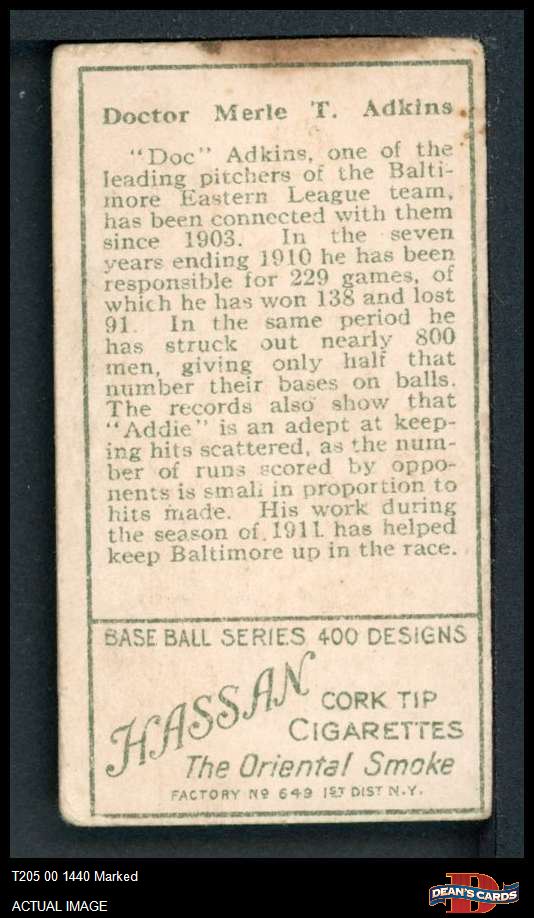 Doctor Merle T. Adkins
"Doc" Adkins, one of the
leading pitchers of the Balti-
more Eastern League team,
has been connected with them
since 1903. In the seven
years ending 1910 he has been
responsible for 229 games, of
which he has won 138 and lost
91. In the same period he
has struck out nearly 800
men, giving only half that
number their bases on balls.
The records also show that
"Addie" is an adept at keep-
ing hits scattered, as the num-
ber of runs scored by oppo-
nents is small in proportion to
hits made. His work during
the season of 1911 has helped
keep Baltimore up in the race.
BASE BALL SERIES 400 DESIGNS
HASSAN
CORK TIP
CIGARETTES
The Oriental Smoke
FACTORY No 649 1ST DIST N.Y.
T205 00 1440 Marked
ACTUAL IMAGE
D
DEAN'S CARDS